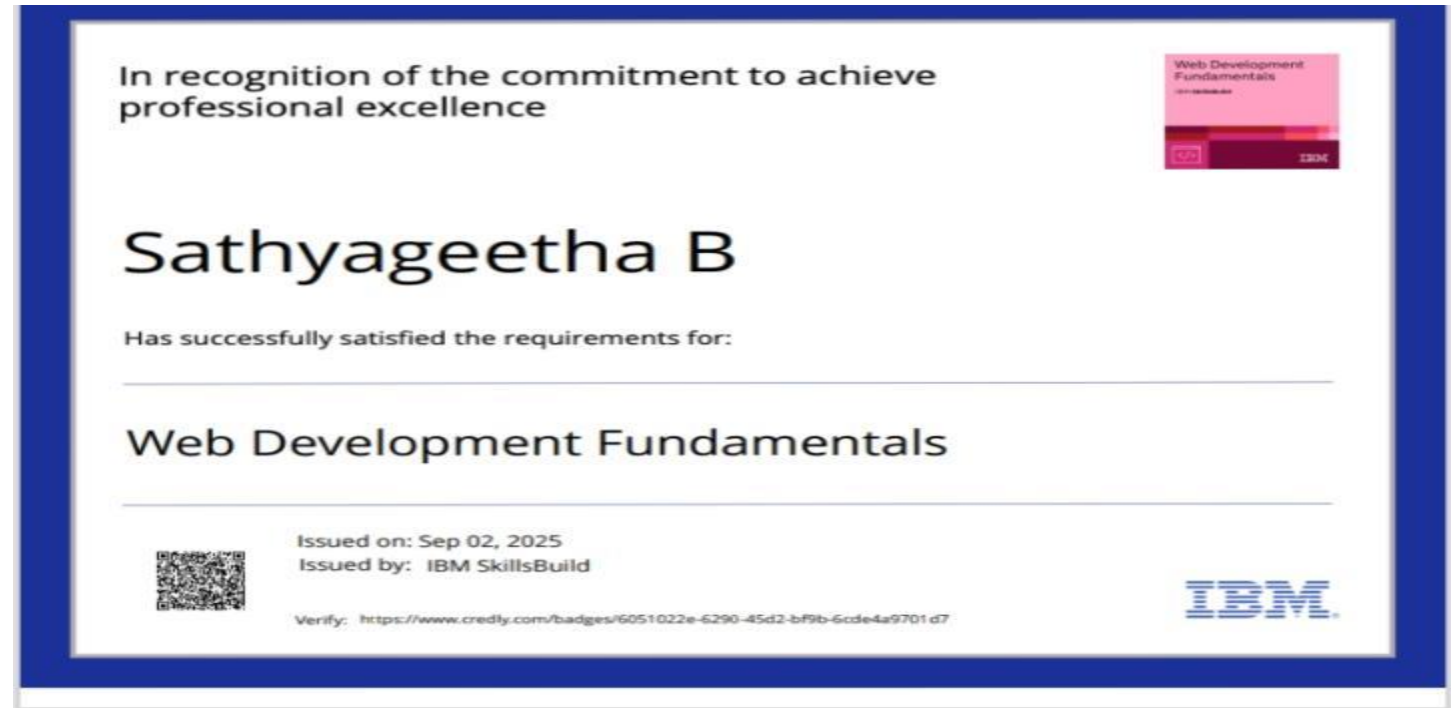 In recognition of the commitment to achieve
professional excellence
Web Development
Fundamentals
IBM SkillsBuild
</>
IBM
Sathyageetha B
Has successfully satisfied the requirements for:
Web Development Fundamentals
Issued on: Sep 02, 2025
Issued by: IBM SkillsBuild
Verify: https://www.credly.com/badges/6051022e-6290-45d2-bf9b-6cde4a9701d7
IBM.